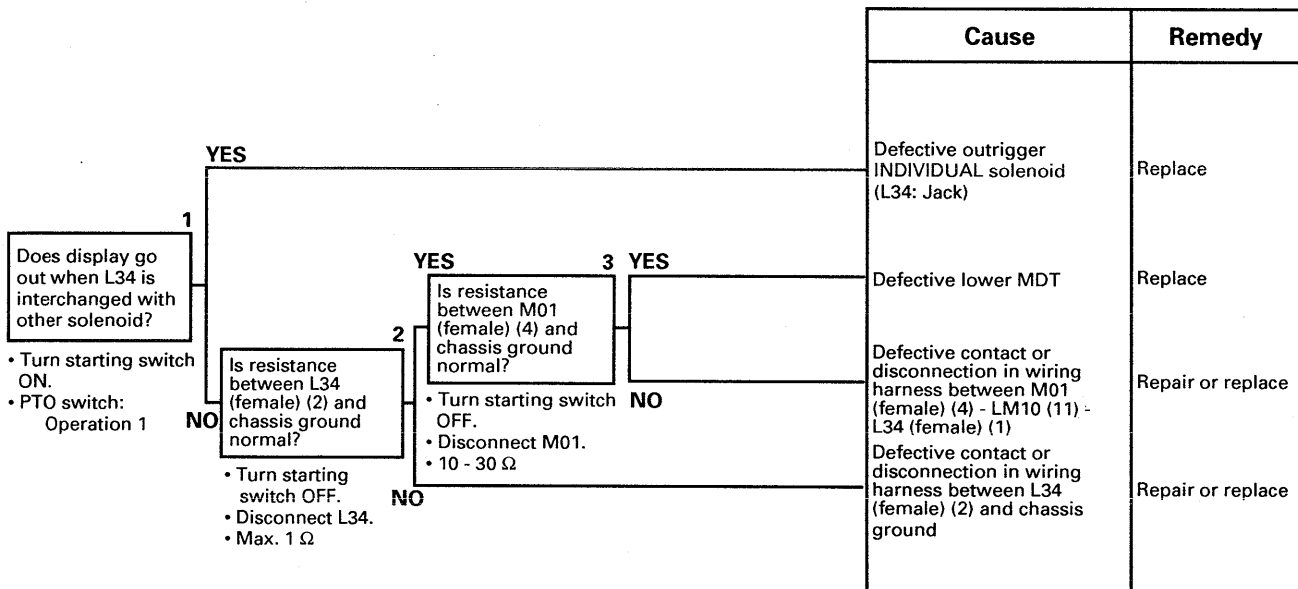 Cause
Remedy
YES
Defective outrigger
INDIVIDUAL solenoid
(L34: Jack)
Replace
1
Does display go
out when L34 is
interchanged with
other solenoid?
• Turn starting switch
ON.
• PTO switch:
Operation 1
YES
3
YES
Is resistance
between M01
(female) (4) and
chassis ground
normal?
Defective lower MDT
Replace
2
NO
Is resistance
between L34
(female) (2) and
chassis ground
normal?
• Turn starting switch
OFF.
• Disconnect M01.
• 10 - 30 Ω
NO
Defective contact or
disconnection in wiring
harness between M01
(female) (4) - LM10 (11) -
L34 (female) (1)
Repair or replace
• Turn starting
switch OFF.
• Disconnect L34.
• Max. 1 Ω
NO
Defective contact or
disconnection in wiring
harness between L34
(female) (2) and chassis
ground
Repair or replace